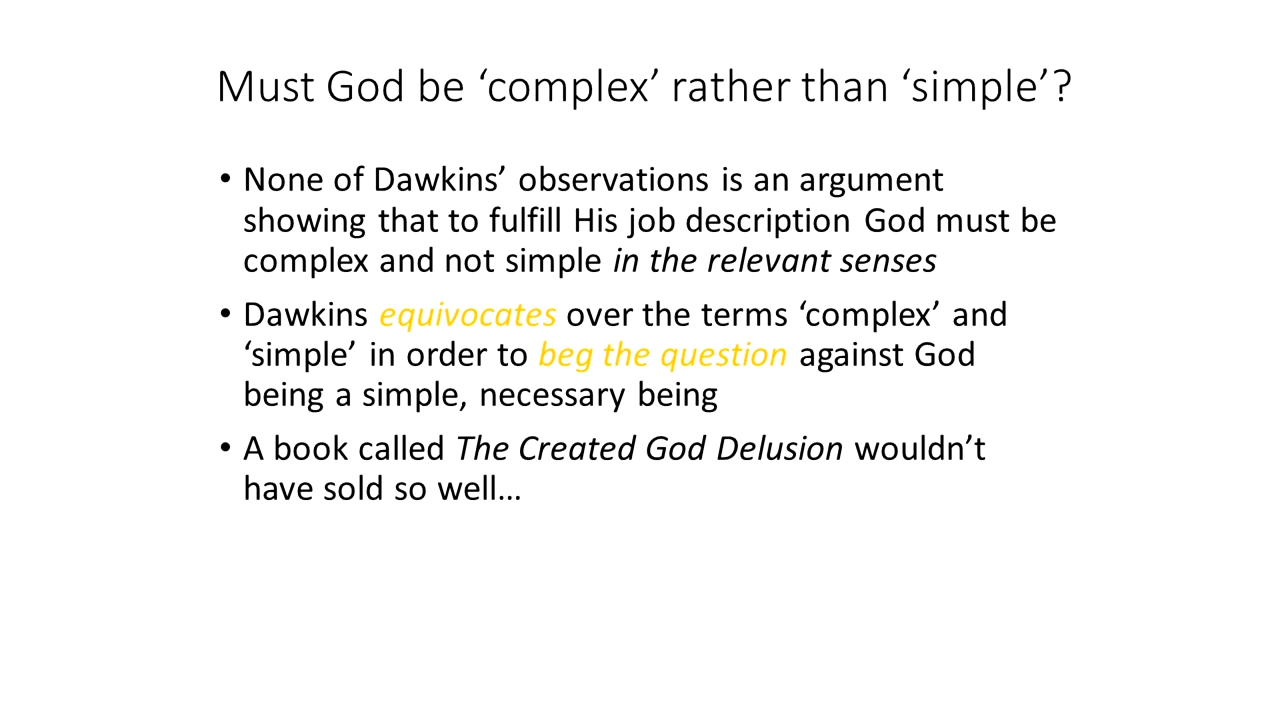 Must God be ‘complex’ rather than ‘simple’?
• None of Dawkins’ observations is an argument
showing that to fulfill His job description God must be
complex and not simple in the relevant senses
• Dawkins equivocates over the terms ‘complex’ and
‘simple’ in order to beg the question against God
being a simple, necessary being
• A book called The Created God Delusion wouldn’t
have sold so well…